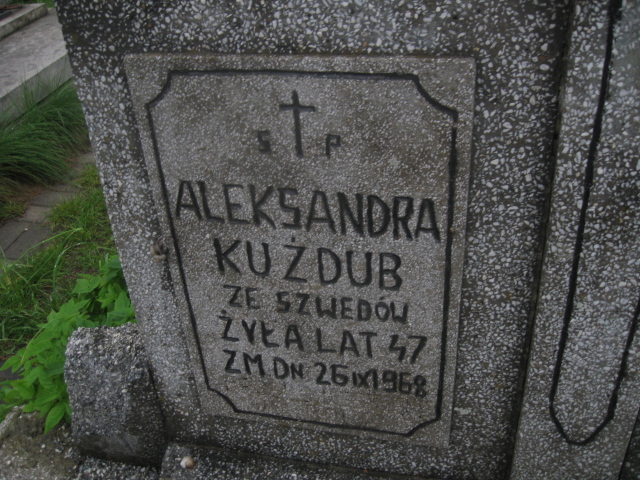 S P
ALEKSANDRA
KUŻDUB
ZE SZWEDÓW
ŻYŁA LAT 47
ZM DN 26 IX 1968